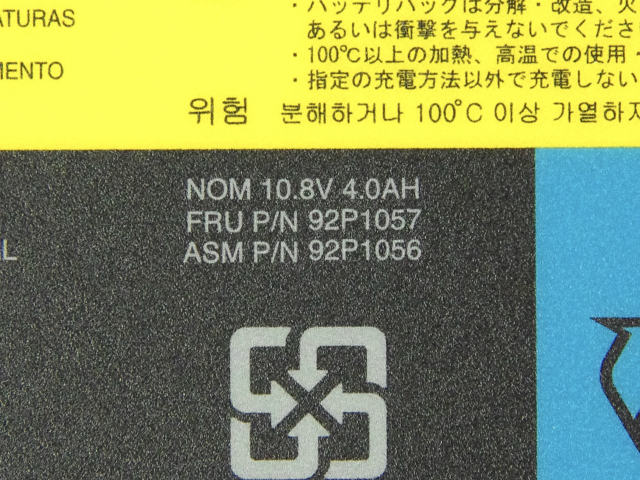 ATURAS
MENTO
・バッテリパックは分解・改造、火
あるいは衝撃を与えないでくださ
・100℃以上の加熱、高温での使用・
・指定の充電方法以外で充電しない
위험 분해하거나 100°C 이상 가열하지
NOM 10.8V 4.0AH
FRU P/N 92P1057
ASM P/N 92P1056
L